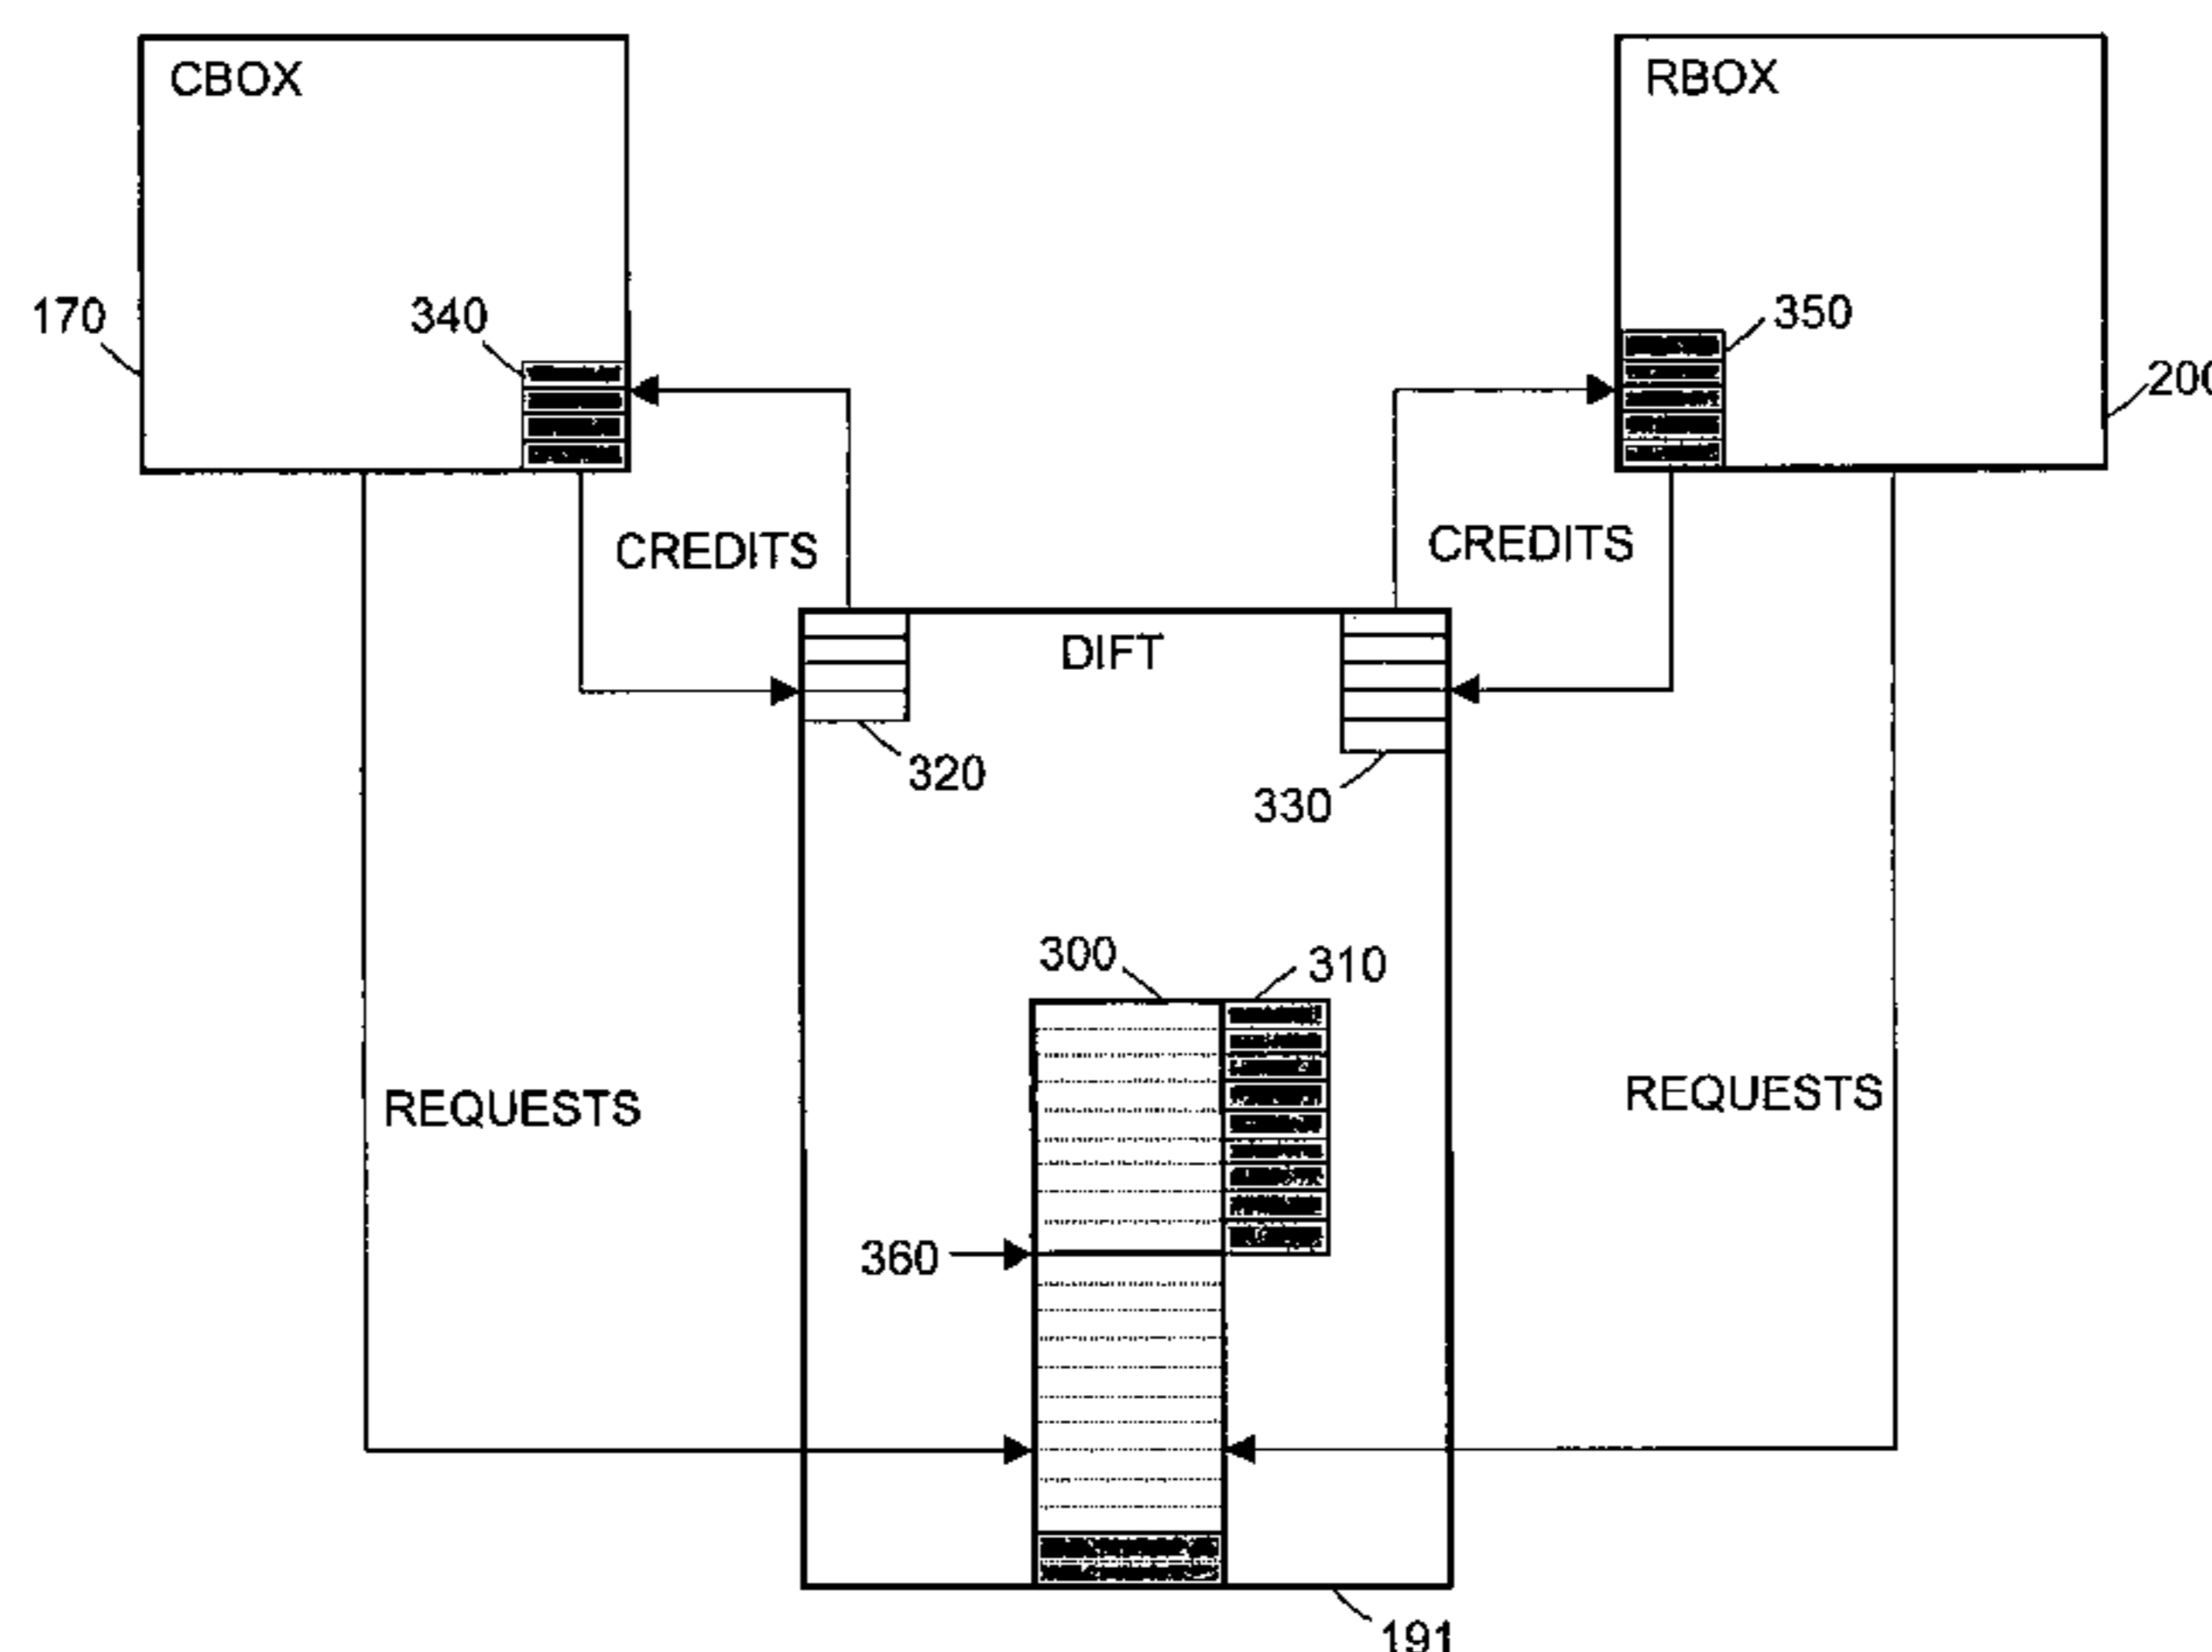 CBOX
RBOX
170
340
350
200
CREDITS
CREDITS
DIFT
320
330
300
310
REQUESTS
REQUESTS
360
191